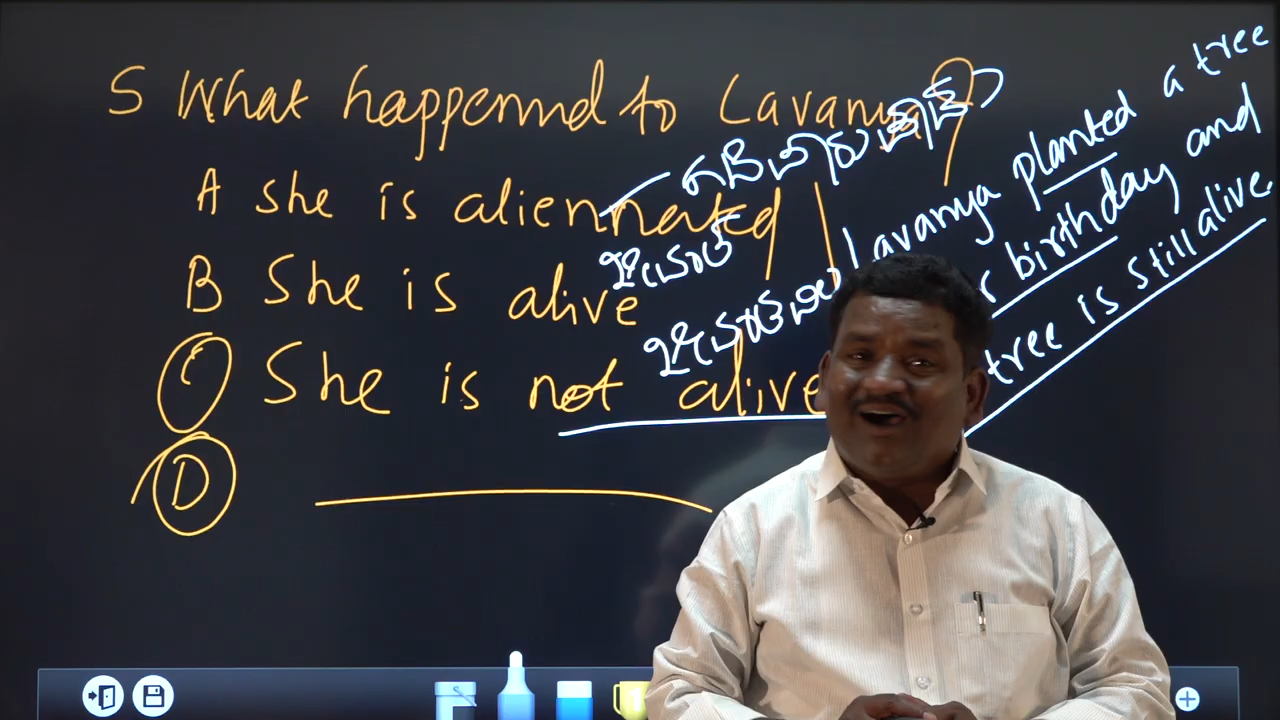 5 What happened to Lavanya?
A She is aliennated
B She is alive
C She is not alive
D
Lavanya planted a tree
birthday and
tree is still alive.